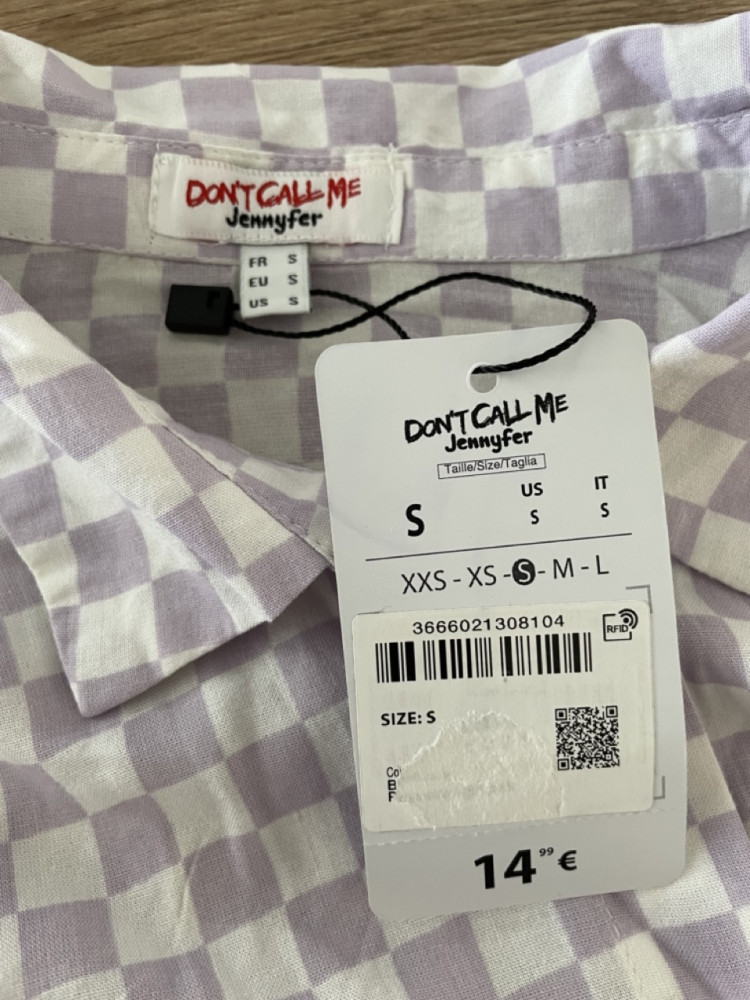 DON'T CALL ME
Jennyfer
FR S
EU S
US S
DON'T CALL ME
Jennyfer
Taille/Size/Taglia
S
US
S
IT
S
XXS - XS - S - M - L
3666021308104
RFID
SIZE: S
14,99 €